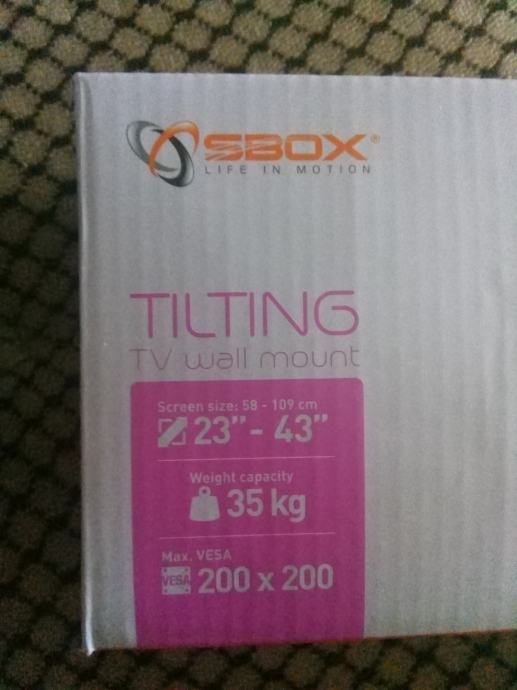 SBOX®
LIFE IN MOTION
TILTING
TV wall mount
Screen size: 58 - 109 cm
23” - 43”
Weight capacity
35 kg
Max. VESA
VESA 200 x 200